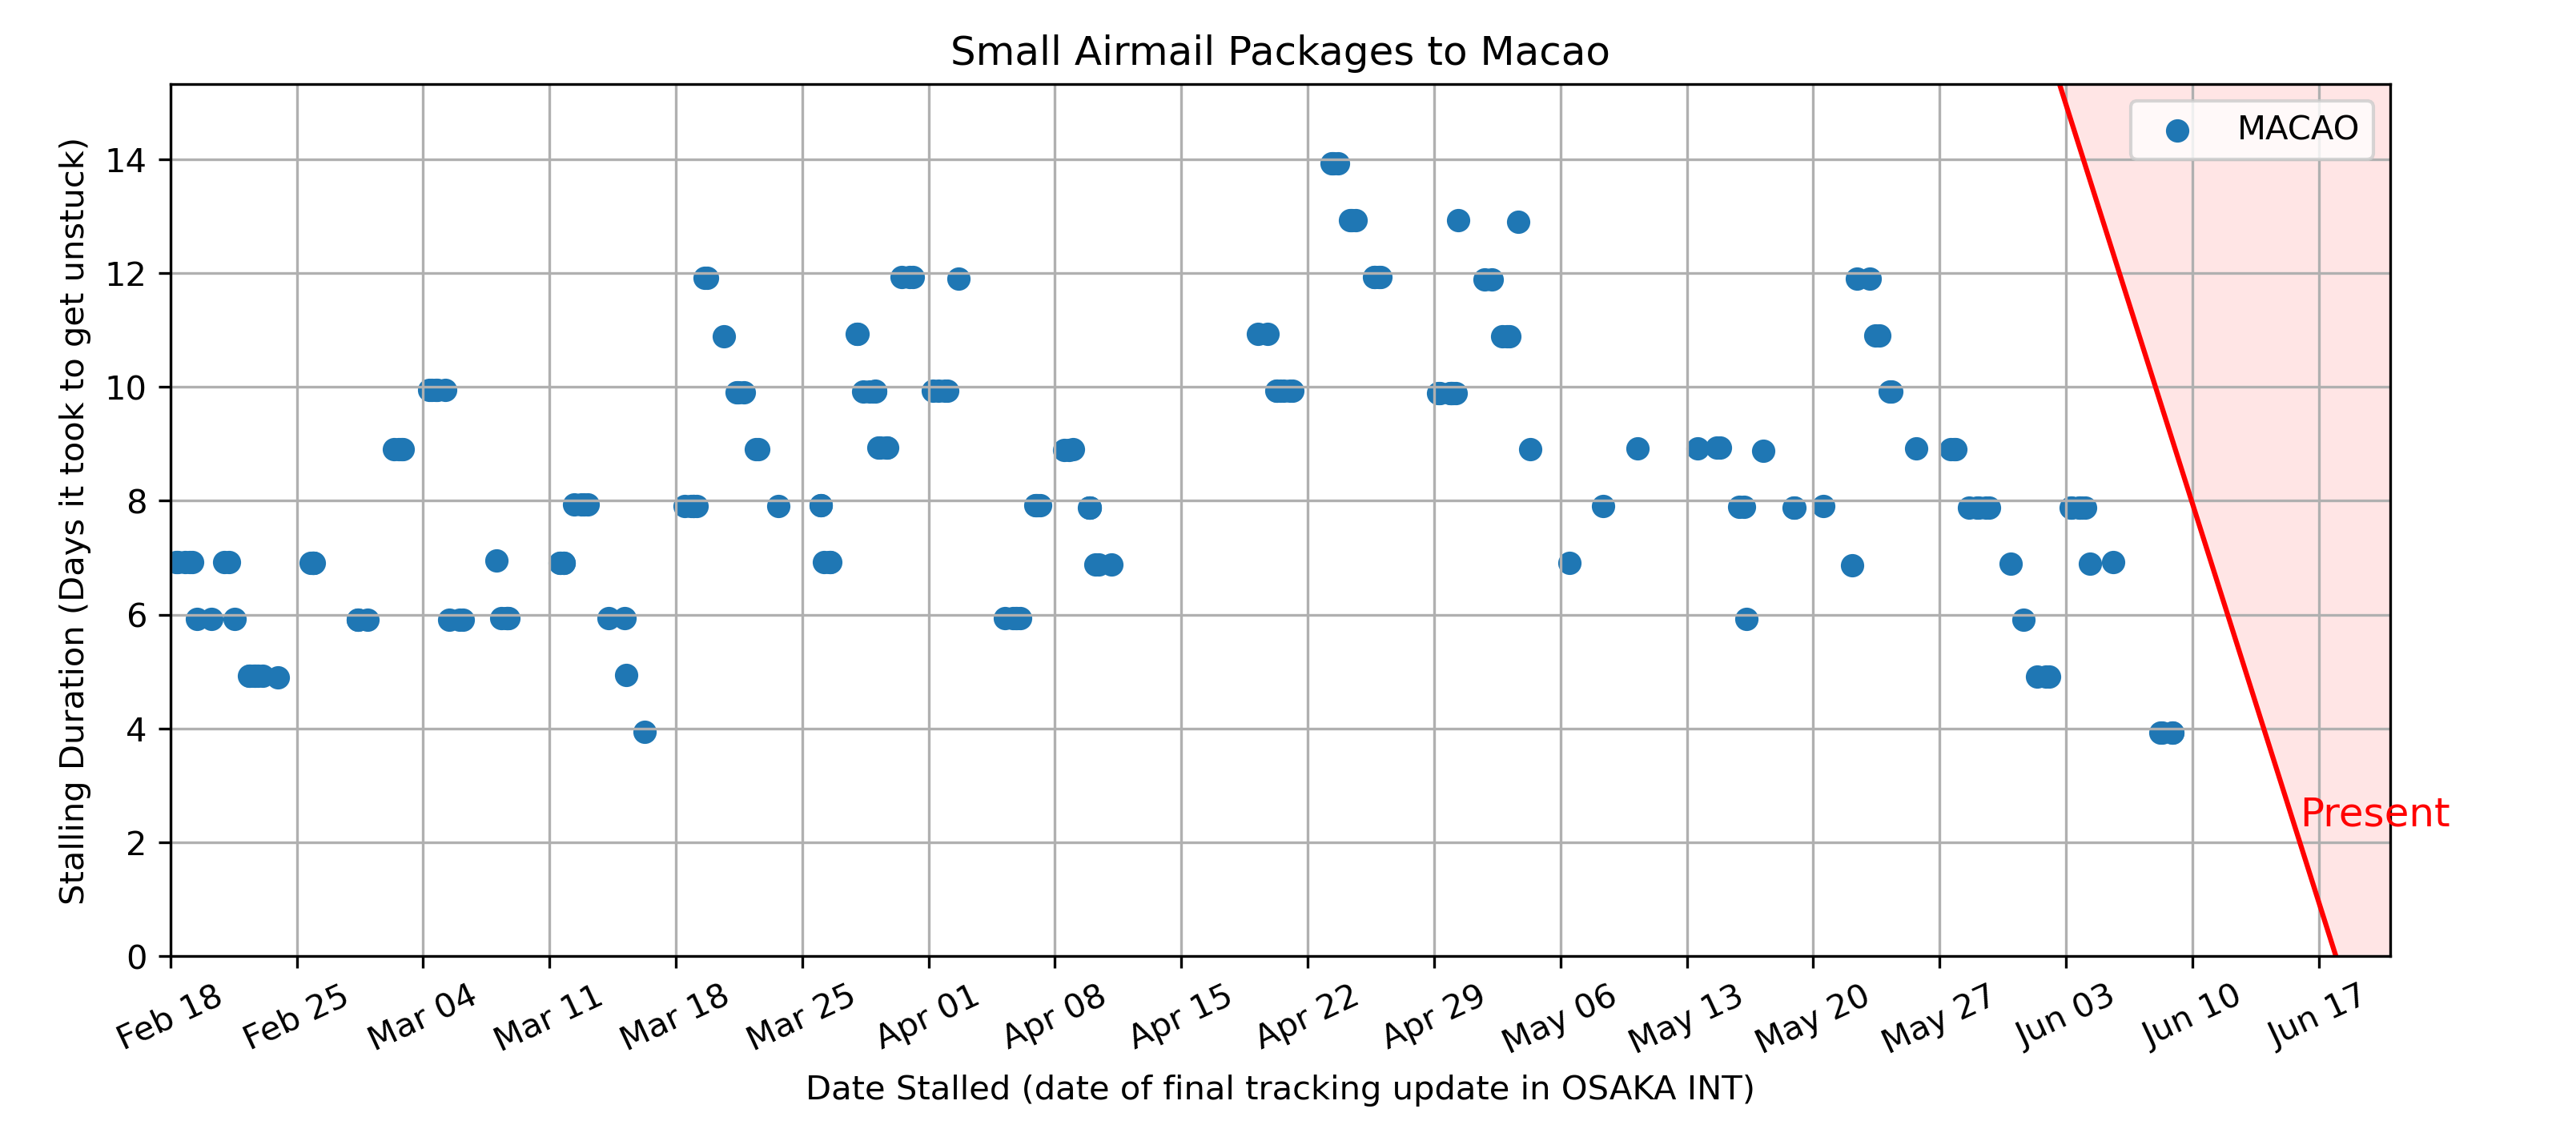 Small Airmail Packages to Macao
MACAO
Stalling Duration (Days it took to get unstuck)
14
12
10
8
6
4
2
0
Present
Feb 18
Feb 25
Mar 04
Mar 11
Mar 18
Mar 25
Apr 01
Apr 08
Apr 15
Apr 22
Apr 29
May 06
May 13
May 20
May 27
Jun 03
Jun 10
Jun 17
Date Stalled (date of final tracking update in OSAKA INT)